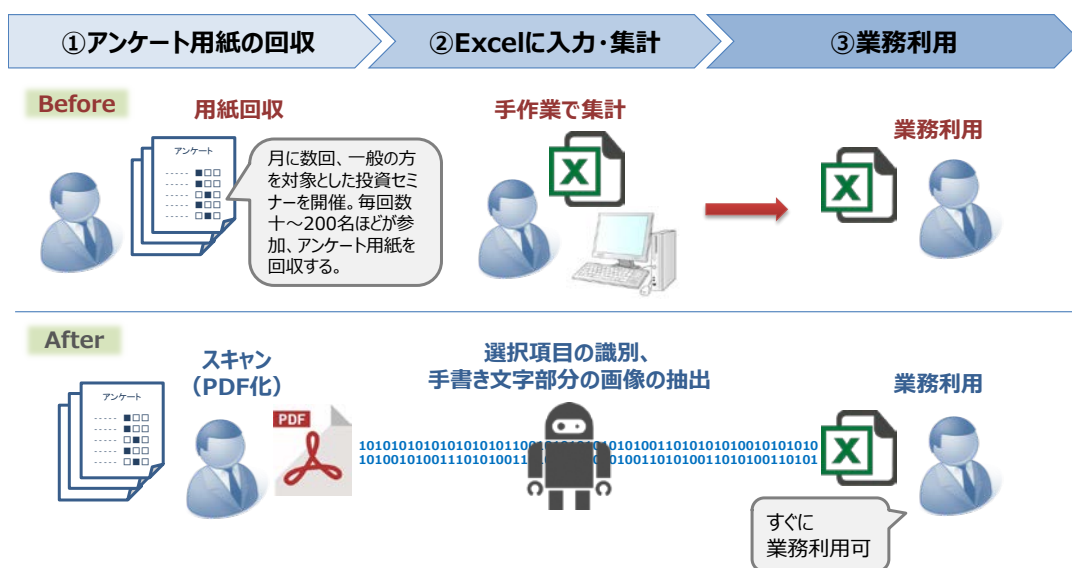 ①アンケート用紙の回収
②Excelに入力・集計
③業務利用
Before
用紙回収
手作業で集計
業務利用
アンケート
月に数回、一般の方
を対象とした投資セミ
ナーを開催。毎回数
十～200名ほどが参
加、アンケート用紙を
回収する。
X
X
After
スキャン
（PDF化）
選択項目の識別、
手書き文字部分の画像の抽出
業務利用
アンケート
PDF
X
すぐに
業務利用可